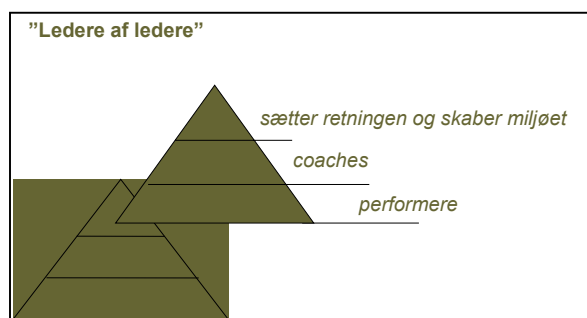 ”Ledere af ledere”
sætter retningen og skaber miljøet
coaches
performere